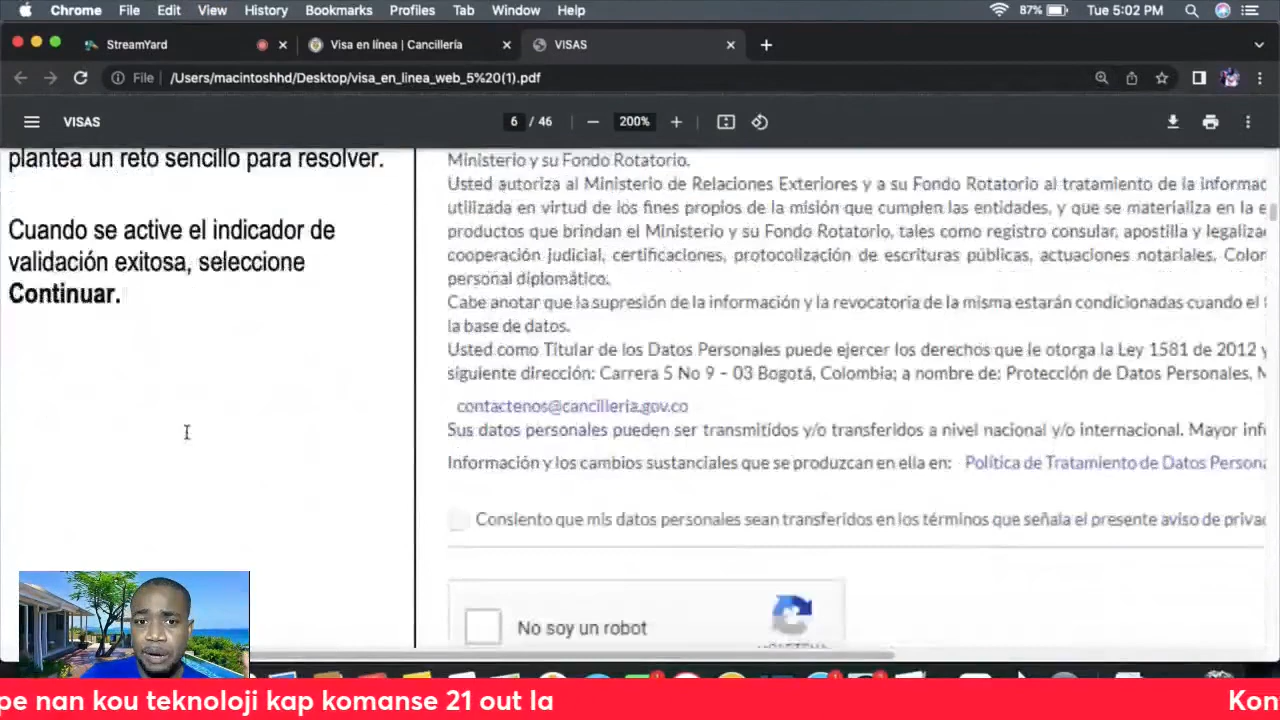 Chrome File Edit View History Bookmarks Profiles Tab Window Help 87% Tue 5:02 PM
StreamYard Visa en línea | Cancillería VISAS
File /Users/macintoshhd/Desktop/visa_en_linea_web_5%20(1).pdf
VISAS 6 / 46 200%
plantea un reto sencillo para resolver.
Cuando se active el indicador de
validación exitosa, seleccione
Continuar.
Ministerio y su Fondo Rotatorio.
Usted autoriza al Ministerio de Relaciones Exteriores y a su Fondo Rotatorio al tratamiento de la informac
utilizada en virtud de los fines propios de la misión que cumplen las entidades, y que se materializa en la e
productos que brindan el Ministerio y su Fondo Rotatorio, tales como registro consular, apostilla y legaliza
cooperación judicial, certificaciones, protocolización de escrituras públicas, actuaciones notariales, Color
personal diplomático.
Cabe anotar que la supresión de la información y la revocatoria de la misma estarán condicionadas cuando el
la base de datos.
Usted como Titular de los Datos Personales puede ejercer los derechos que le otorga la Ley 1581 de 2012 y
siguiente dirección: Carrera 5 No 9 – 03 Bogotá, Colombia; a nombre de: Protección de Datos Personales, M
contactenos@cancilleria.gov.co
Sus datos personales pueden ser transmitidos y/o transferidos a nivel nacional y/o internacional. Mayor inf
Información y los cambios sustanciales que se produzcan en ella en: Política de Tratamiento de Datos Persona
Consiento que mis datos personales sean transferidos en los términos que señala el presente aviso de priva
No soy un robot
pe nan kou teknoloji kap komanse 21 out la Kon